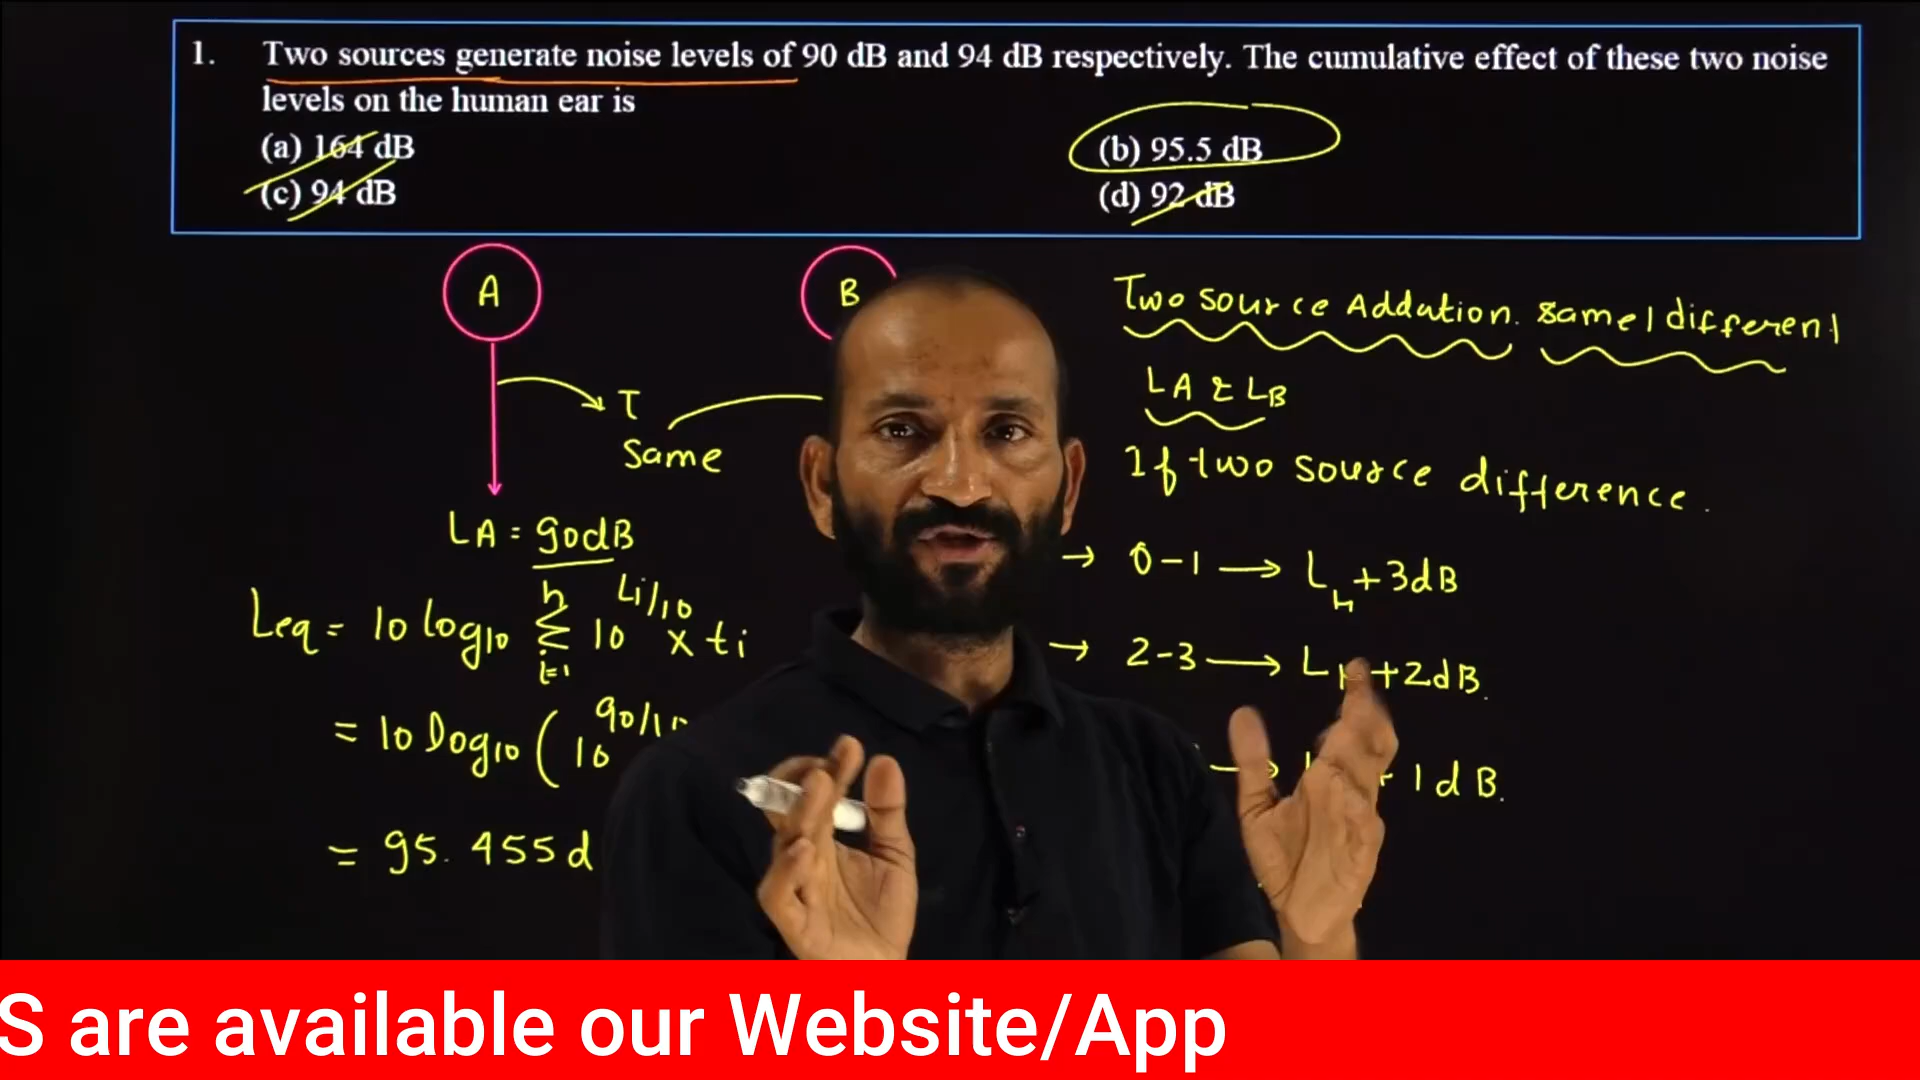 1. Two sources generate noise levels of 90 dB and 94 dB respectively. The cumulative effect of these two noise
levels on the human ear is
(a) 164 dB (b) 95.5 dB
(c) 94 dB (d) 92 dB
A B
Two source Addution. same / different
LA & LB
T
Same
If two source difference.
LA = 90dB
→ 0-1 → Lh + 3dB
Leq = 10 log10 Σ i=1 n 10 Li/10 x ti
→ 2-3 → Lh + 2dB.
= 10 log10 ( 10 90/10
→ + 1dB.
= 95.455d
S are available our Website/App